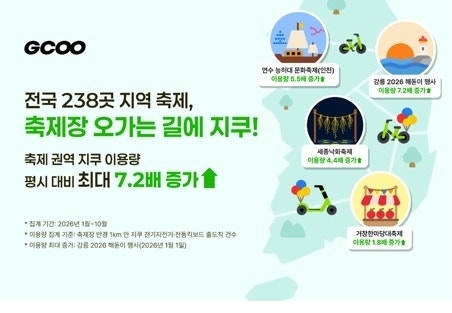 GCOO
전국 238곳 지역 축제,
축제장 오가는 길에 지쿠!
축제 권역 지쿠 이용량
평시 대비 최대 7.2배 증가
* 집계 기간: 2026년 1월~10월
* 이용량 집계 기준: 축제장 반경 1km 안 지쿠 전기자전거·전동킥보드 출도착 건수
* 이용량 최대 증가: 강릉 2026 해돋이 행사(2026년 1월 1일)
연수 능허대 문화축제(인천)
이용량 5.5배 증가
강릉 2026 해돋이 행사
이용량 7.2배 증가
세종낙화축제
이용량 4.4배 증가
거창한마당대축제
이용량 1.8배 증가